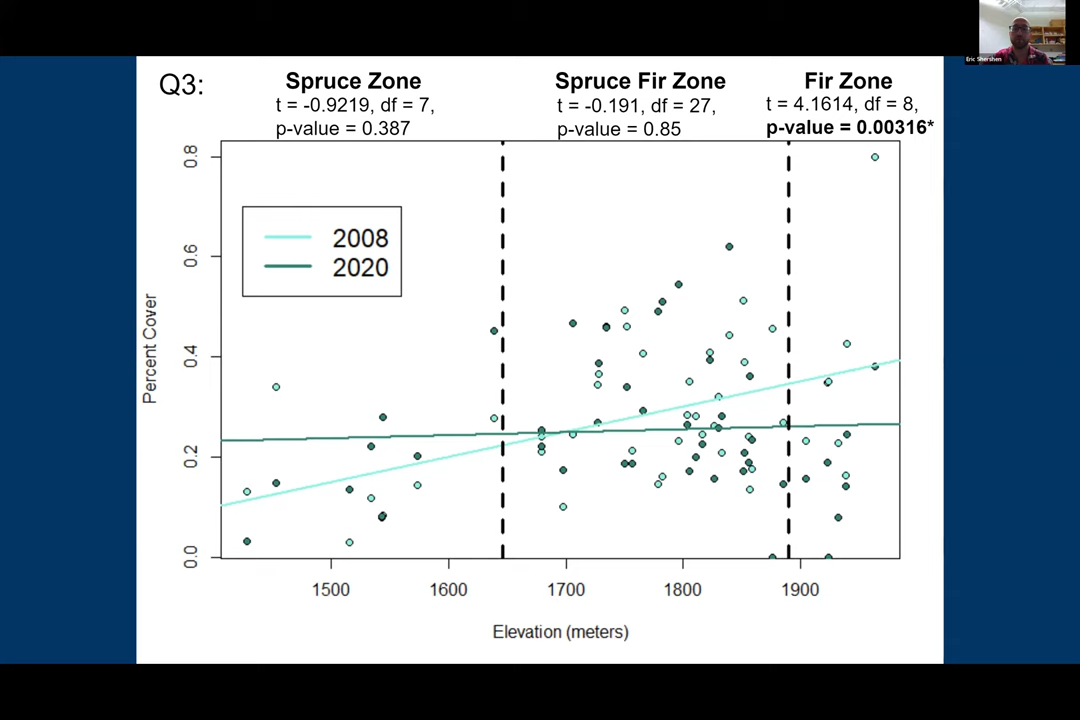 Eric Shershen
Q3:
Spruce Zone
t = -0.9219, df = 7,
p-value = 0.387
Spruce Fir Zone
t = -0.191, df = 27,
p-value = 0.85
Fir Zone
t = 4.1614, df = 8,
p-value = 0.00316*
2008
2020
Percent Cover
0.8
0.6
0.4
0.2
0.0
1500 1600 1700 1800 1900
Elevation (meters)